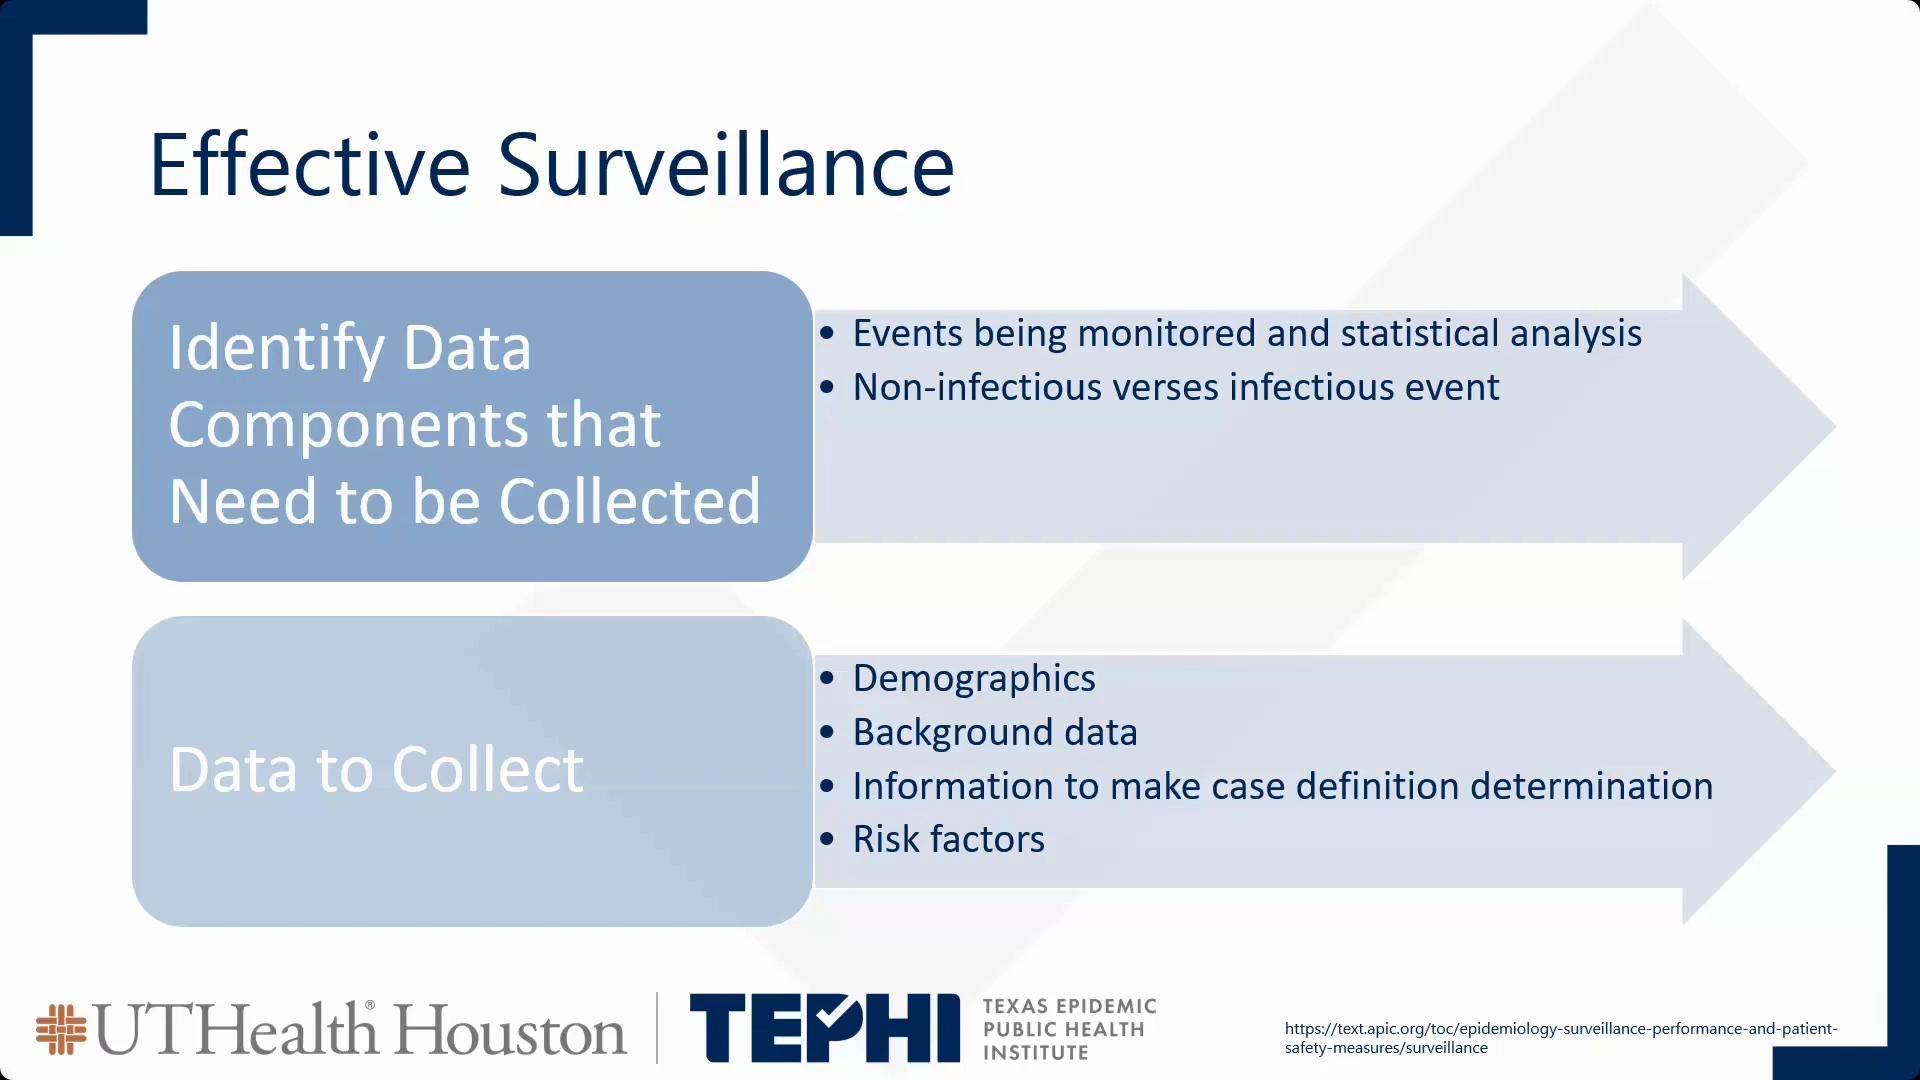 Effective Surveillance
Identify Data
Components that
Need to be Collected
• Events being monitored and statistical analysis
• Non-infectious verses infectious event
Data to Collect
• Demographics
• Background data
• Information to make case definition determination
• Risk factors
UTHealth® Houston
TEPHI
TEXAS EPIDEMIC
PUBLIC HEALTH
INSTITUTE
https://text.apic.org/toc/epidemiology-surveillance-performance-and-patient-
safety-measures/surveillance